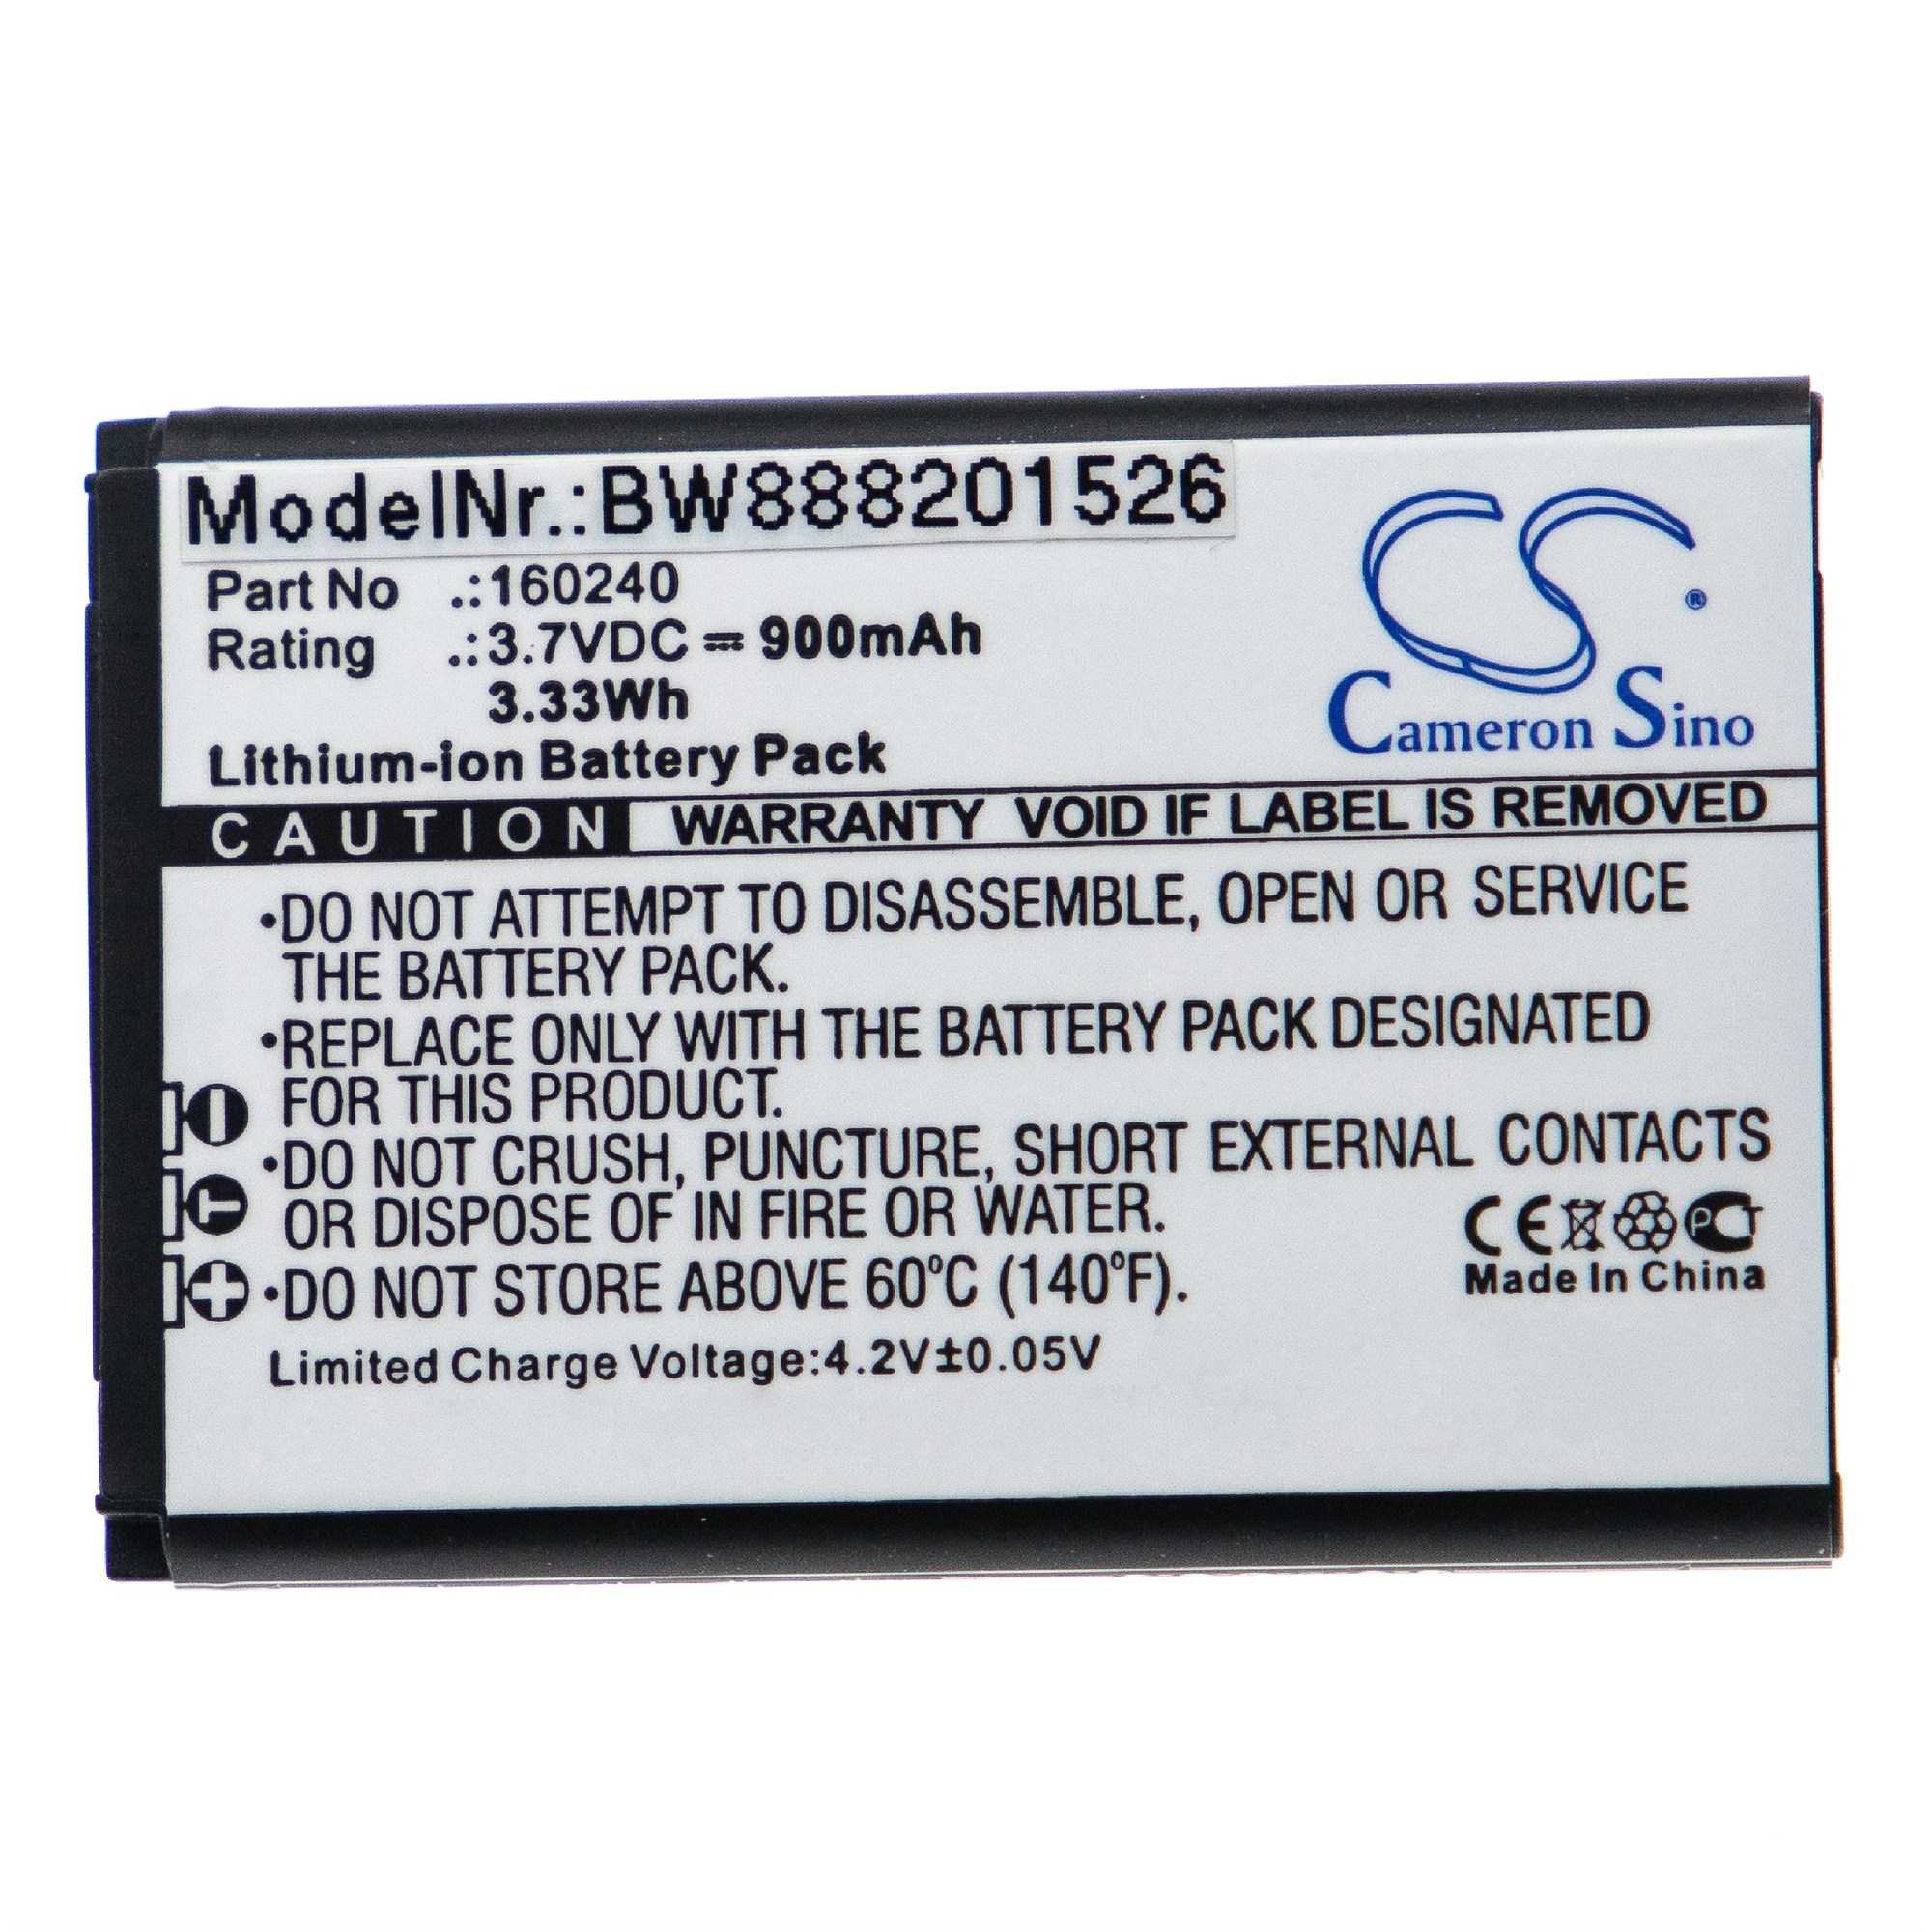 ModelNr.:BW888201526
Part No .:160240
Rating .:3.7VDC ⎓ 900mAh
3.33Wh
Lithium-ion Battery Pack
CS ®
Cameron Sino
CAUTION WARRANTY VOID IF LABEL IS REMOVED
•DO NOT ATTEMPT TO DISASSEMBLE, OPEN OR SERVICE
THE BATTERY PACK.
•REPLACE ONLY WITH THE BATTERY PACK DESIGNATED
FOR THIS PRODUCT.
•DO NOT CRUSH, PUNCTURE, SHORT EXTERNAL CONTACTS
OR DISPOSE OF IN FIRE OR WATER.
•DO NOT STORE ABOVE 60°C (140°F).
Limited Charge Voltage:4.2V±0.05V
− T +
CE PCT
Made In China